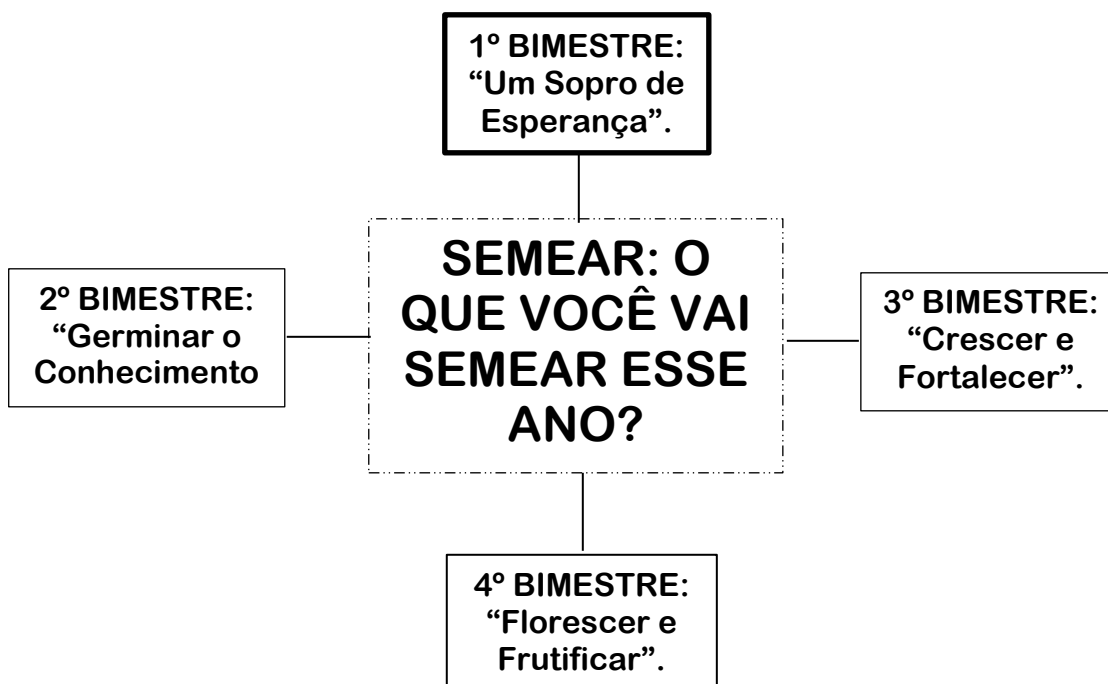 1º BIMESTRE:
“Um Sopro de
Esperança”.
SEMEAR: O
QUE VOCÊ VAI
SEMEAR ESSE
ANO?
2º BIMESTRE:
“Germinar o
Conhecimento
3º BIMESTRE:
“Crescer e
Fortalecer”.
4º BIMESTRE:
“Florescer e
Frutificar”.